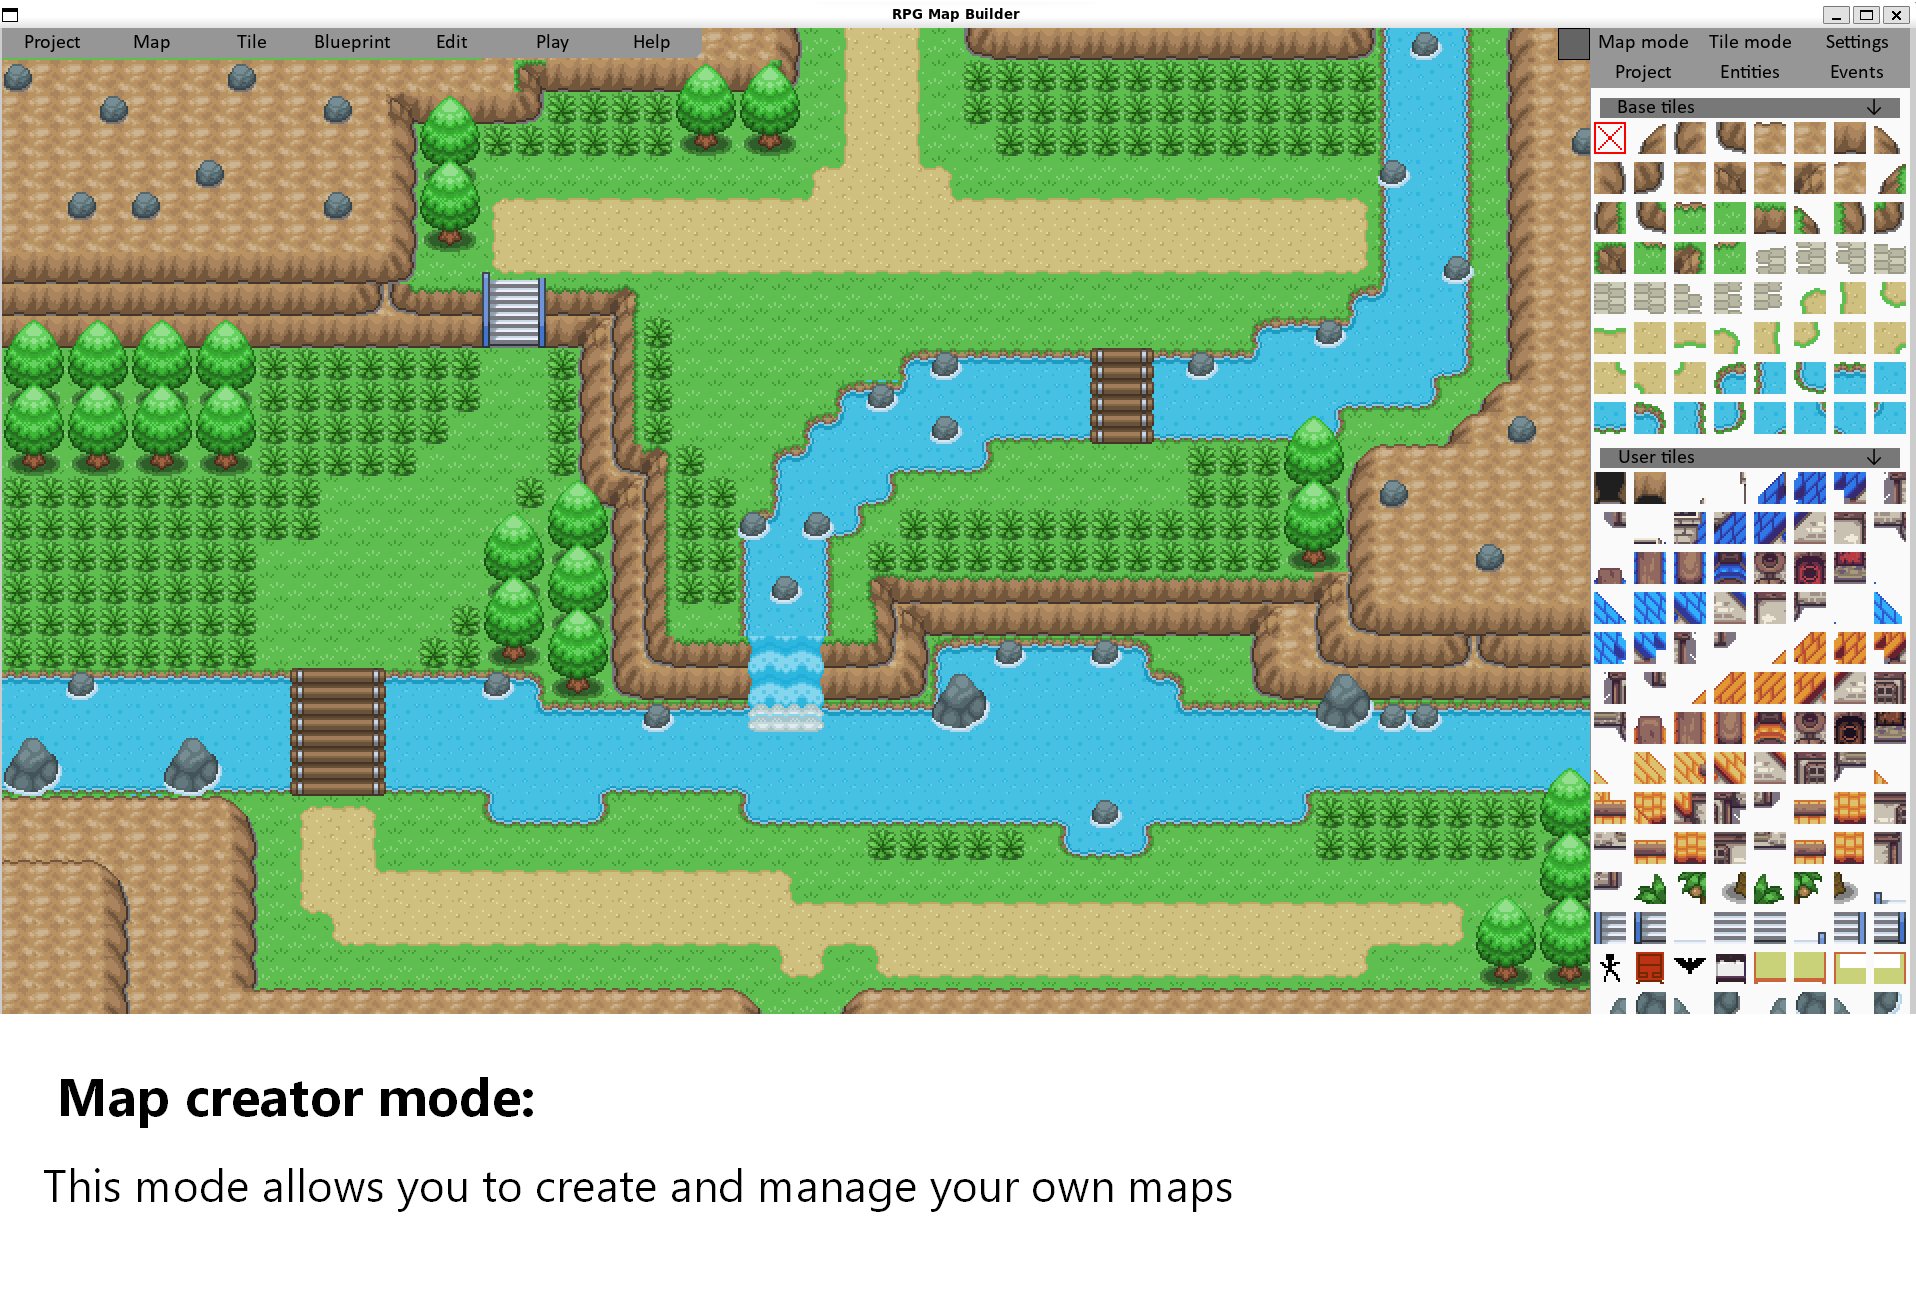 RPG Map Builder
Project Map Tile Blueprint Edit Play Help
Map mode Tile mode Settings
Project Entities Events
Base tiles
User tiles
Map creator mode:
This mode allows you to create and manage your own maps